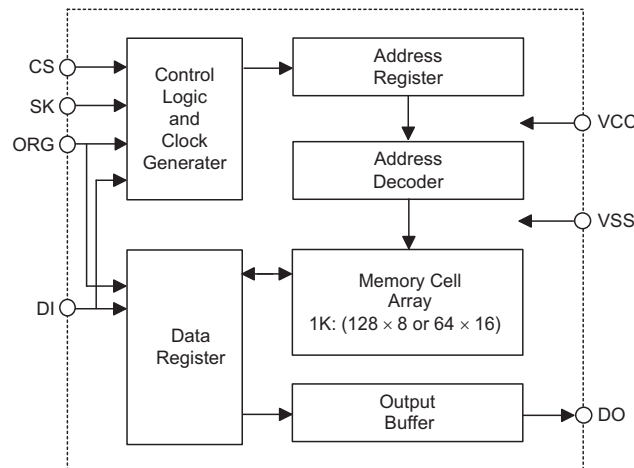 CS
SK
ORG
DI
Control
Logic
and
Clock
Generater
Address
Register
Address
Decoder
VCC
VSS
Data
Register
Memory Cell
Array
1K: (128 × 8 or 64 × 16)
Output
Buffer
DO